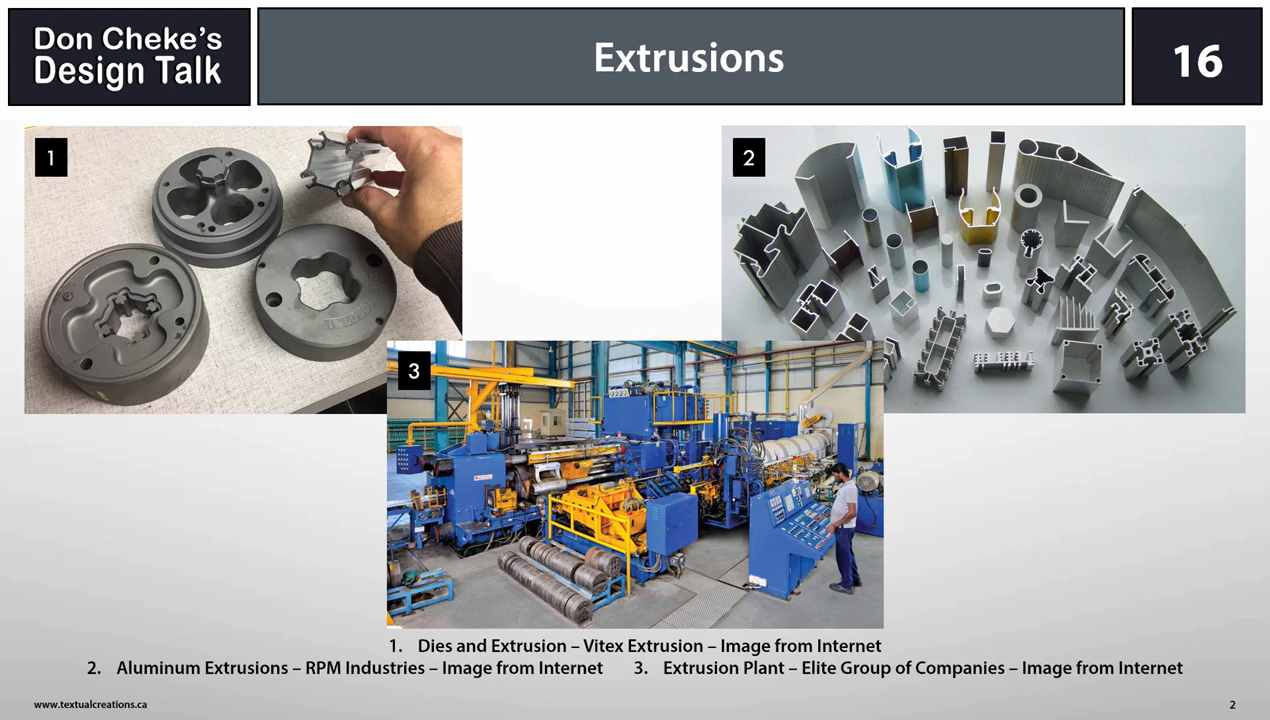 Don Cheke's
Design Talk
Extrusions
16
1
2
3
1. Dies and Extrusion – Vitex Extrusion – Image from Internet
2. Aluminum Extrusions – RPM Industries – Image from Internet 3. Extrusion Plant – Elite Group of Companies – Image from Internet
www.textualcreations.ca
2